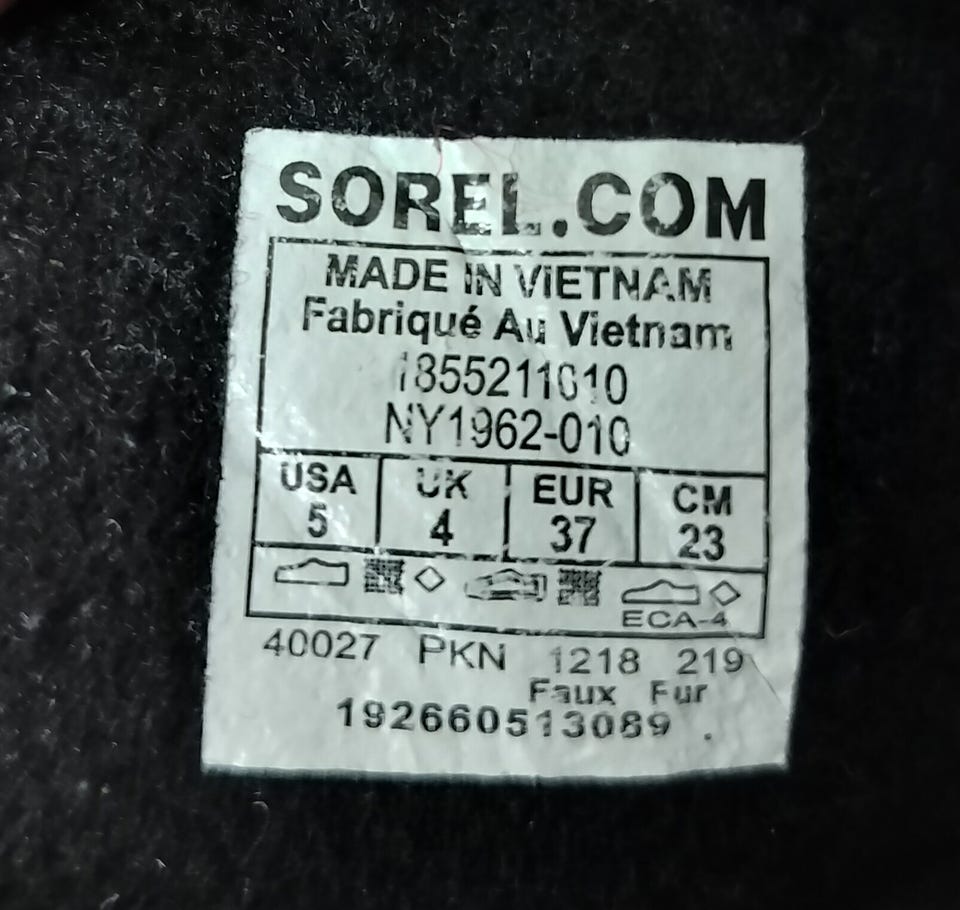 SOREL.COM
MADE IN VIETNAM
Fabriqué Au Vietnam
1855211010
NY1962-010
USA UK EUR CM
5 4 37 23
ECA-4
40027 PKN 1218 219
Faux Fur
192660513089